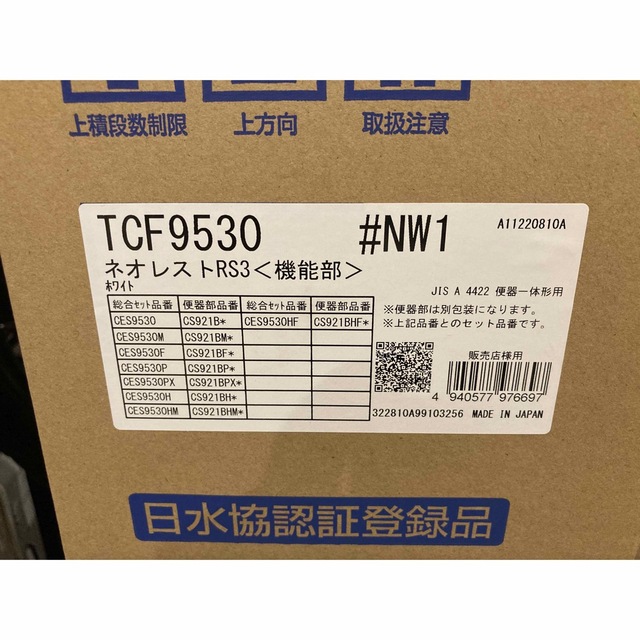 上積段数制限 上方向 取扱注意
TCF9530 #NW1 A11220810A
ネオレストRS3＜機能部＞
ホワイト
JIS A 4422 便器一体形用
※便器部は別包装になります。
※上記品番とのセット品番です。
総合セット品番 便器部品番 総合セット品番 便器部品番
CES9530 CS921B* CES9530HF CS921BHF*
CES9530M CS921BM*
CES9530F CS921BF*
CES9530P CS921BP*
CES9530PX CS921BPX*
CES9530H CS921BH*
CES9530HM CS921BHM*
販売店様用
4 940577 976697
322810A99103256 MADE IN JAPAN
日水協認証登録品